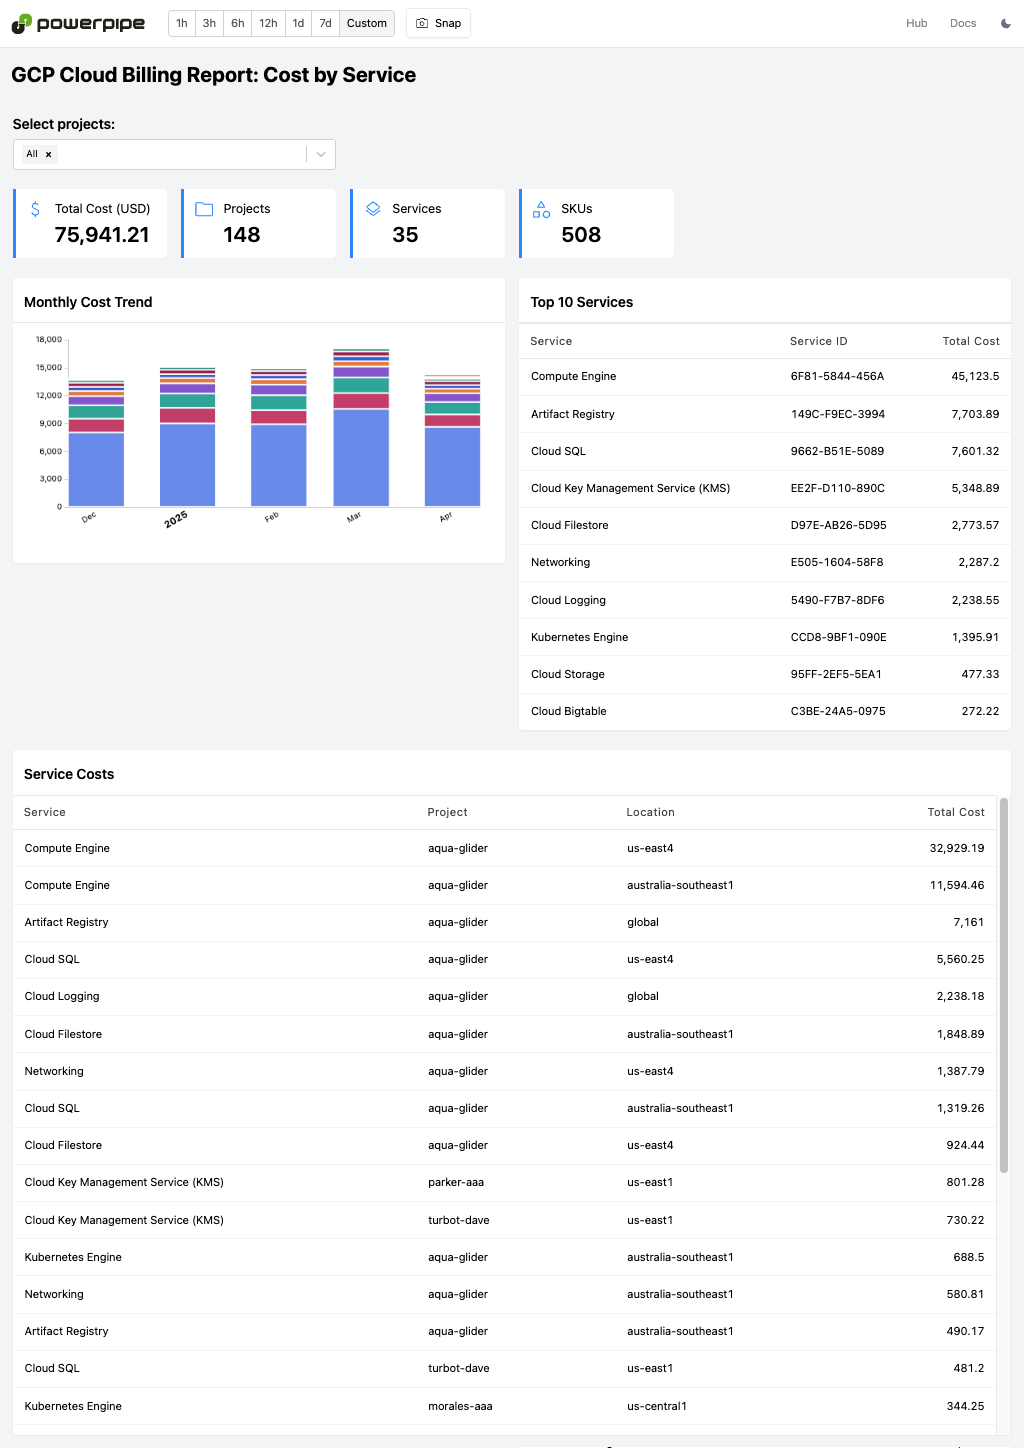 powerpipe 1h 3h 6h 12h 1d 7d Custom Snap Hub Docs
GCP Cloud Billing Report: Cost by Service
Select projects:
All ×
Total Cost (USD)
75,941.21
Projects
148
Services
35
SKUs
508
Monthly Cost Trend
18,000
15,000
12,000
9,000
6,000
3,000
0
Dec 2025 Feb Mar Apr
Top 10 Services
Service Service ID Total Cost
Compute Engine 6F81-5844-456A 45,123.5
Artifact Registry 149C-F9EC-3994 7,703.89
Cloud SQL 9662-B51E-5089 7,601.32
Cloud Key Management Service (KMS) EE2F-D110-890C 5,348.89
Cloud Filestore D97E-AB26-5D95 2,773.57
Networking E505-1604-58F8 2,287.2
Cloud Logging 5490-F7B7-8DF6 2,238.55
Kubernetes Engine CCD8-9BF1-090E 1,395.91
Cloud Storage 95FF-2EF5-5EA1 477.33
Cloud Bigtable C3BE-24A5-0975 272.22
Service Costs
Service Project Location Total Cost
Compute Engine aqua-glider us-east4 32,929.19
Compute Engine aqua-glider australia-southeast1 11,594.46
Artifact Registry aqua-glider global 7,161
Cloud SQL aqua-glider us-east4 5,560.25
Cloud Logging aqua-glider global 2,238.18
Cloud Filestore aqua-glider australia-southeast1 1,848.89
Networking aqua-glider us-east4 1,387.79
Cloud SQL aqua-glider australia-southeast1 1,319.26
Cloud Filestore aqua-glider us-east4 924.44
Cloud Key Management Service (KMS) parker-aaa us-east1 801.28
Cloud Key Management Service (KMS) turbot-dave us-east1 730.22
Kubernetes Engine aqua-glider australia-southeast1 688.5
Networking aqua-glider australia-southeast1 580.81
Artifact Registry aqua-glider australia-southeast1 490.17
Cloud SQL turbot-dave us-east1 481.2
Kubernetes Engine morales-aaa us-central1 344.25